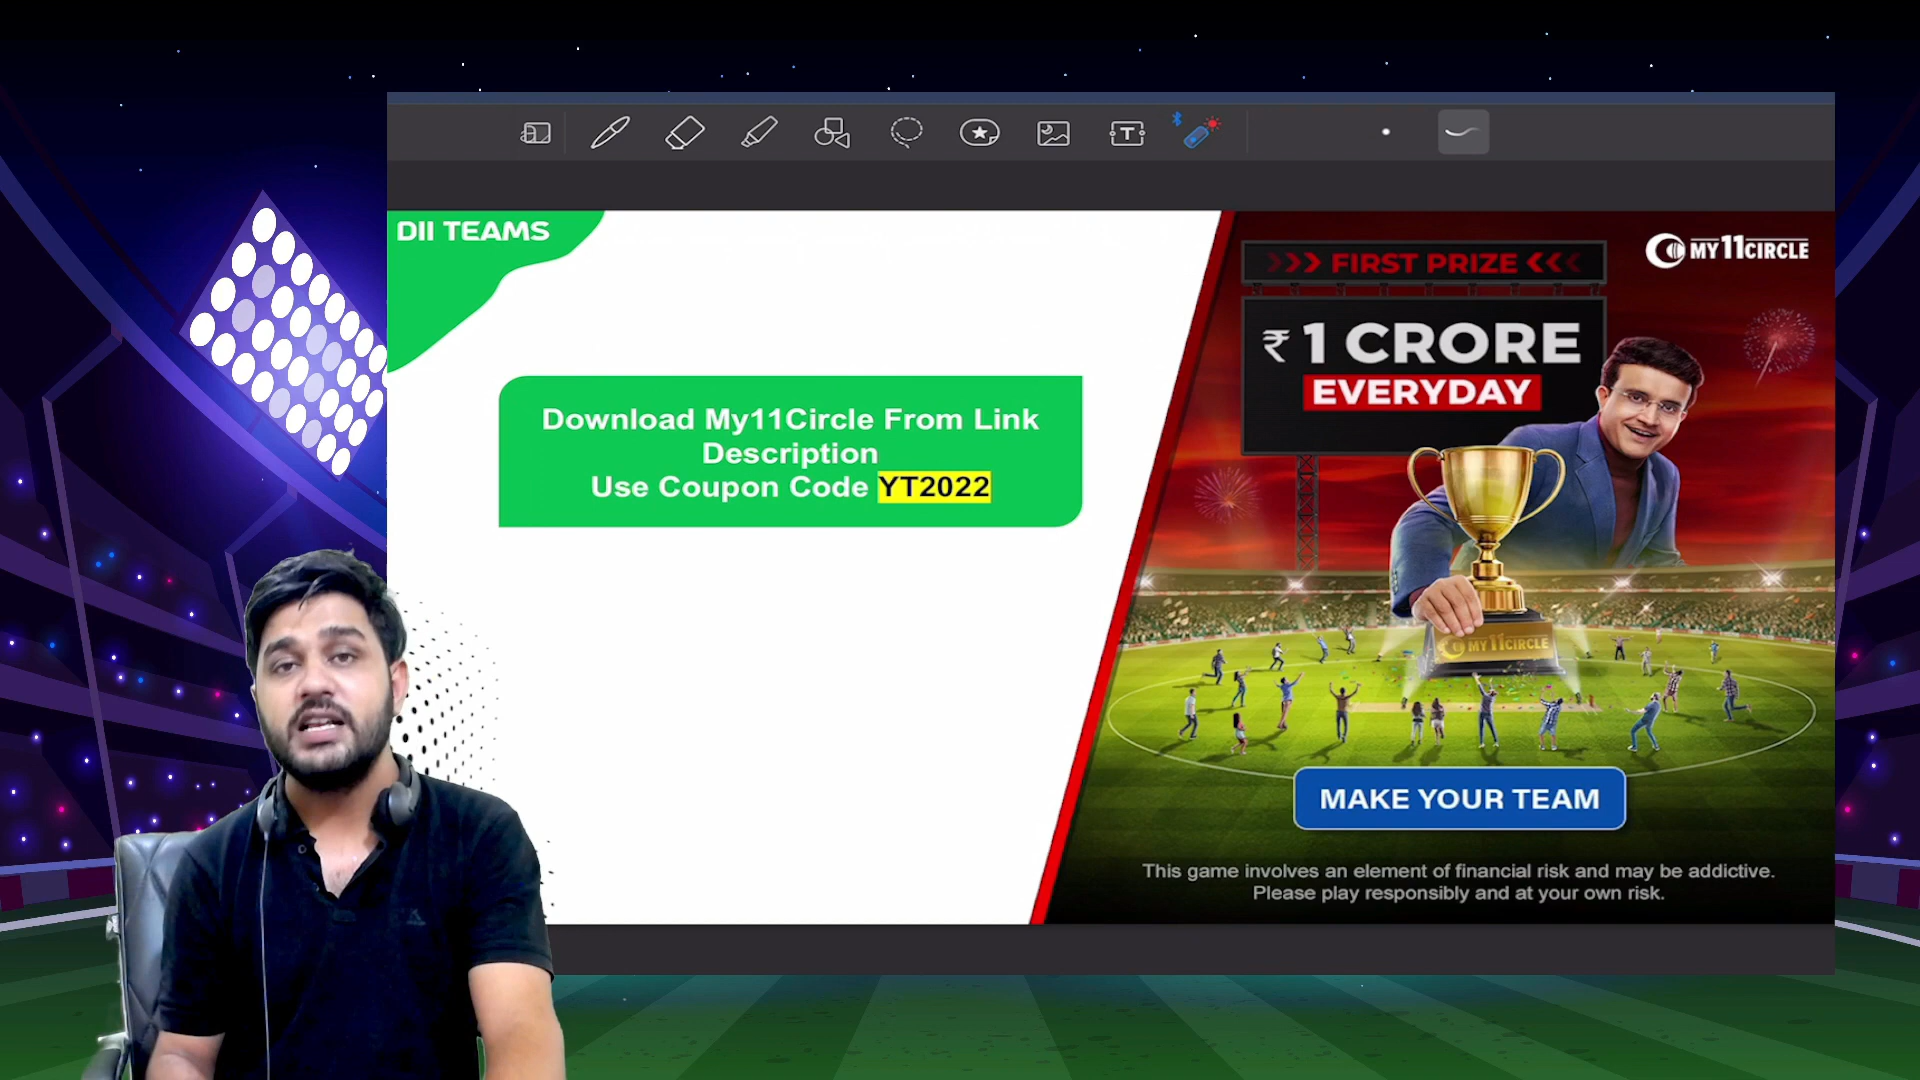 DII TEAMS
Download My11Circle From Link
Description
Use Coupon Code YT2022
FIRST PRIZE
₹ 1 CRORE
EVERYDAY
MY11CIRCLE
MY11CIRCLE
MAKE YOUR TEAM
This game involves an element of financial risk and may be addictive.
Please play responsibly and at your own risk.